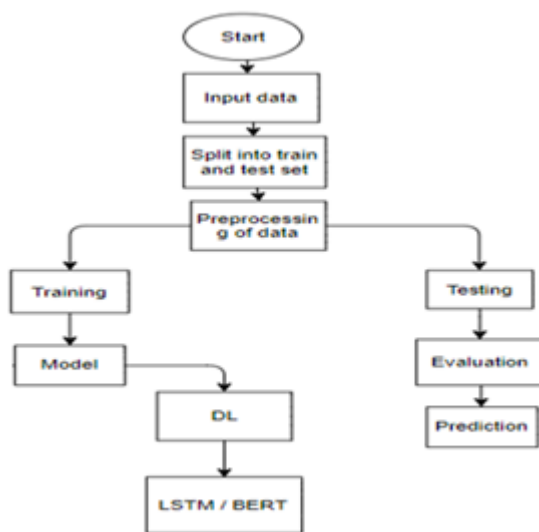 Start
Input data
Split into train
and test set
Preprocessin
g of data
Training
Testing
Model
Evaluation
DL
Prediction
LSTM / BERT